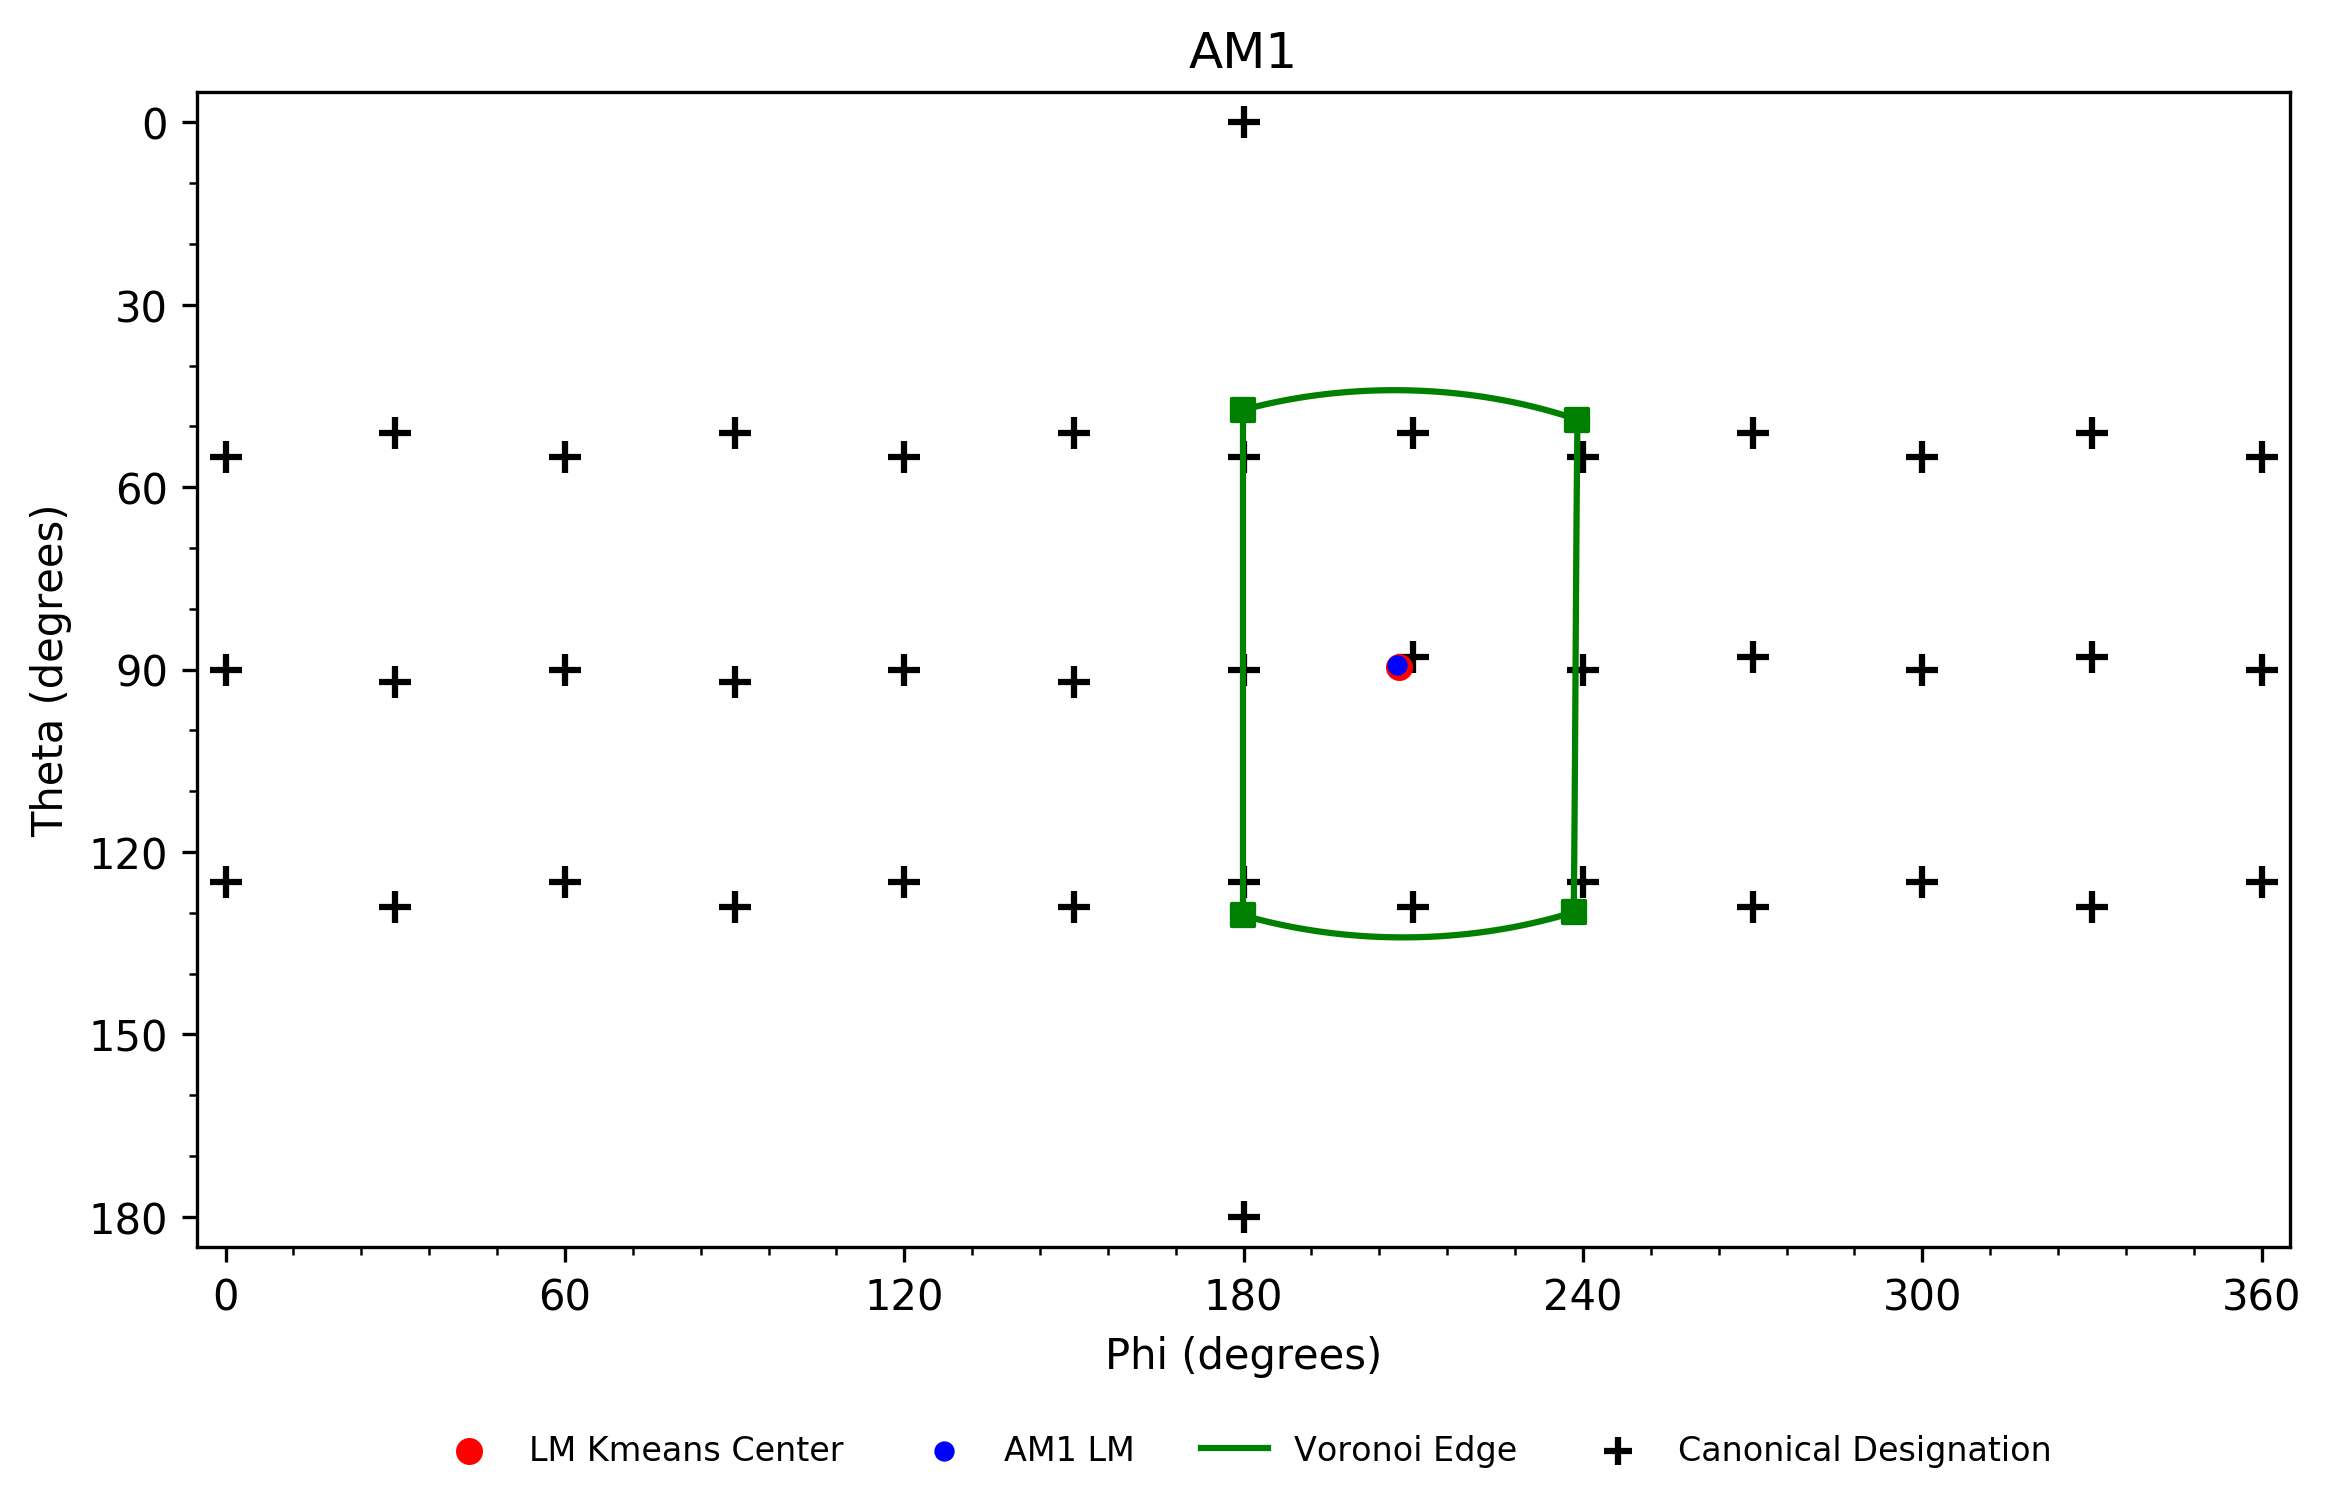 AM1
0
30
60
90
120
150
180
Theta (degrees)
0 60 120 180 240 300 360
Phi (degrees)
LM Kmeans Center AM1 LM Voronoi Edge Canonical Designation